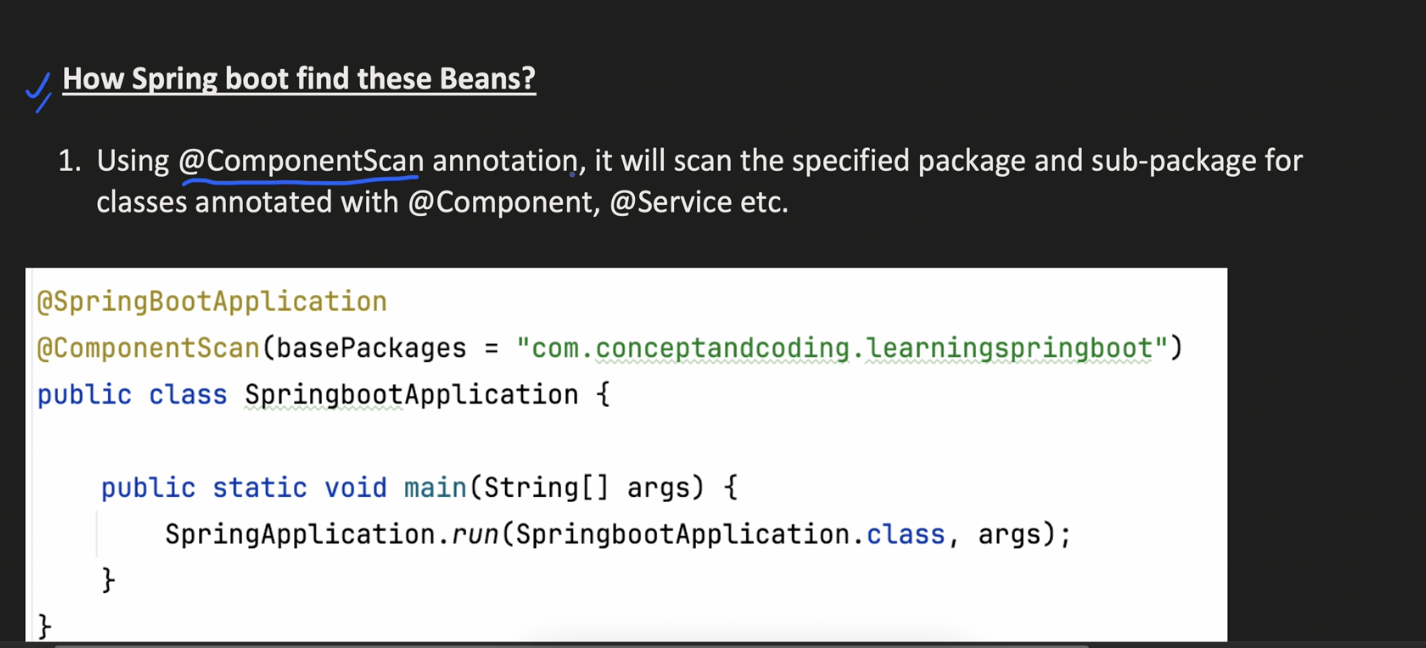 How Spring boot find these Beans?
1. Using @ComponentScan annotation, it will scan the specified package and sub-package for
classes annotated with @Component, @Service etc.
@SpringBootApplication
@ComponentScan(basePackages = "com.conceptandcoding.learningspringboot")
public class SpringbootApplication {
public static void main(String[] args) {
SpringApplication.run(SpringbootApplication.class, args);
}
}